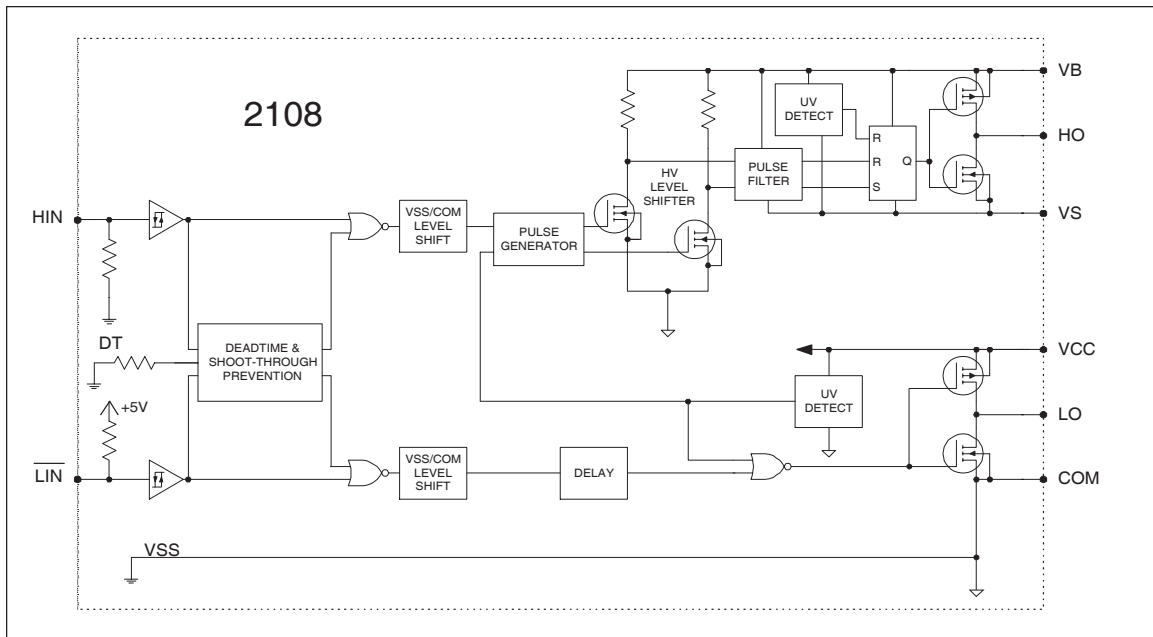 2108
VB
HO
VS
VCC
LO
COM
HIN
L̅I̅N̅
DT
+5V
VSS
DEADTIME &
SHOOT-THROUGH
PREVENTION
VSS/COM
LEVEL
SHIFT
PULSE
GENERATOR
HV
LEVEL
SHIFTER
UV
DETECT
PULSE
FILTER
R
R
S
Q
UV
DETECT
VSS/COM
LEVEL
SHIFT
DELAY